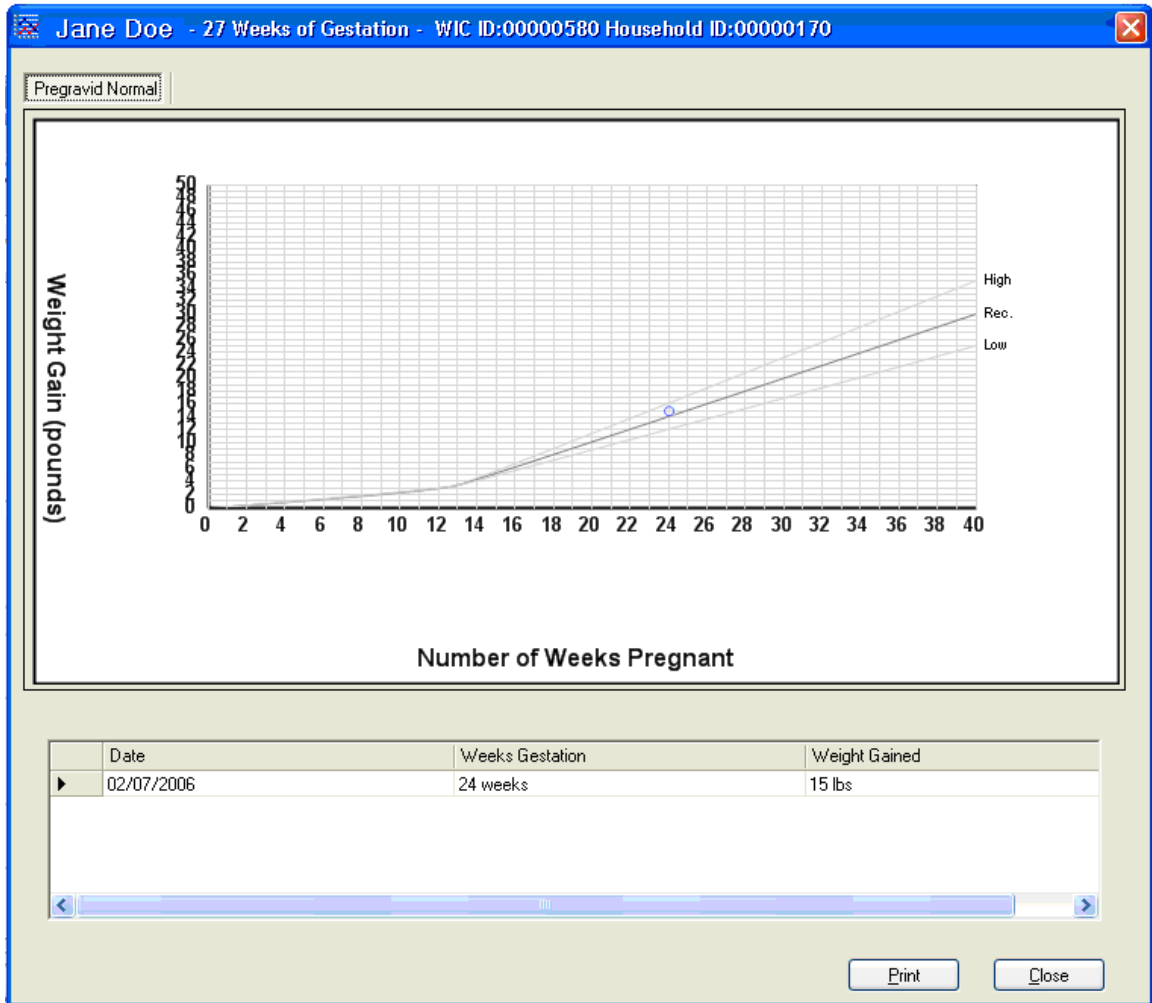 Jane Doe - 27 Weeks of Gestation - WIC ID:00000580 Household ID:00000170
Pregravid Normal
Weight Gain (pounds)
50
48
46
44
42
40
38
36
34
32
30
28
26
24
22
20
18
16
14
12
10
8
6
4
2
0
High
Rec.
Low
0 2 4 6 8 10 12 14 16 18 20 22 24 26 28 30 32 34 36 38 40
Number of Weeks Pregnant
Date Weeks Gestation Weight Gained
02/07/2006 24 weeks 15 lbs
Print Close